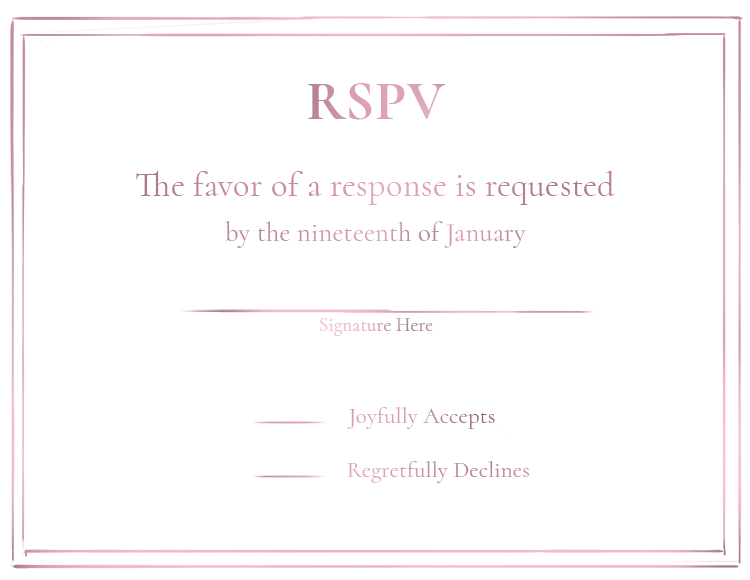 RSPV
The favor of a response is requested
by the nineteenth of January
Signature Here
Joyfully Accepts
Regretfully Declines